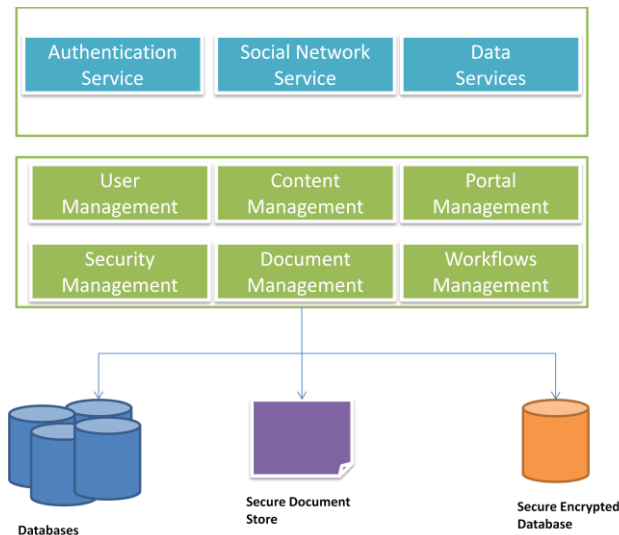 Authentication
Service
Social Network
Service
Data
Services
User
Management
Content
Management
Portal
Management
Security
Management
Document
Management
Workflows
Management
Databases
Secure Document
Store
Secure Encrypted
Database